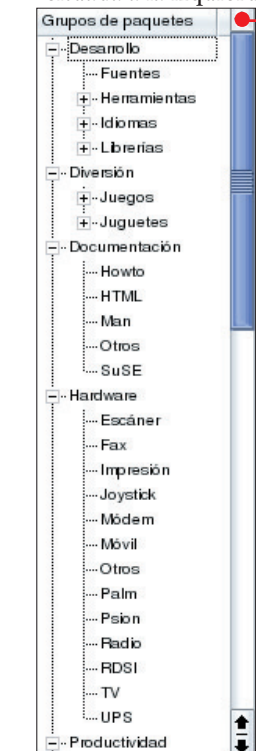 Grupos de paquetes
Desarrollo
Fuentes
Herramientas
Idiomas
Librerías
Diversión
Juegos
Juguetes
Documentación
Howto
HTML
Man
Otros
SuSE
Hardware
Escáner
Fax
Impresión
Joystick
Módem
Móvil
Otros
Palm
Psion
Radio
RDSI
TV
UPS
Productividad